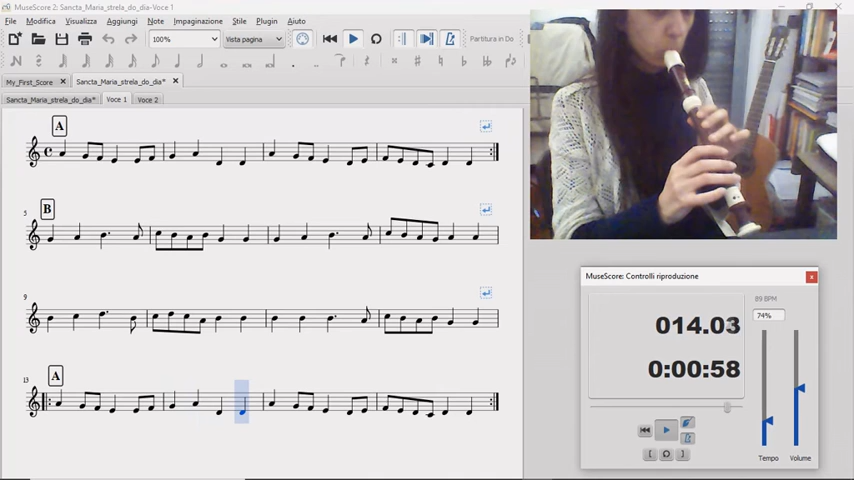 MuseScore 2: Sancta_Maria_strela_do_dia-Voce 1
File Modifica Visualizza Aggiungi Note Impaginazione Stile Plugin Aiuto
100% Vista pagina Partitura in Do
My_First_Score Sancta_Maria_strela_do_dia*
Sancta_Maria_strela_do_dia* Voce 1 Voce 2
A
5
B
9
13
A
MuseScore: Controlli riproduzione
89 BPM
74%
014.03
0:00:58
Tempo Volume